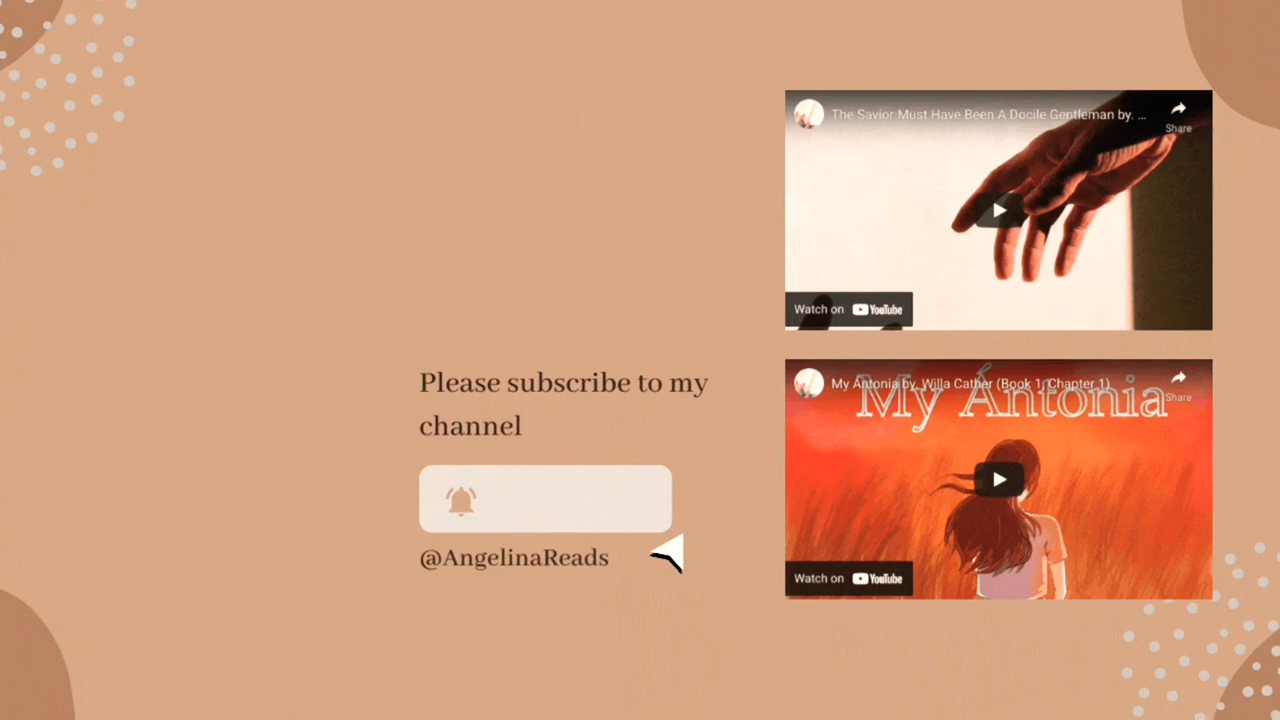 Please subscribe to my
channel
@AngelinaReads
The Savior Must Have Been A Docile Gentleman by. ...
Share
Watch on YouTube
My Antonia by. Willa Cather (Book 1, Chapter 1)
Share
My Ántonia
Watch on YouTube